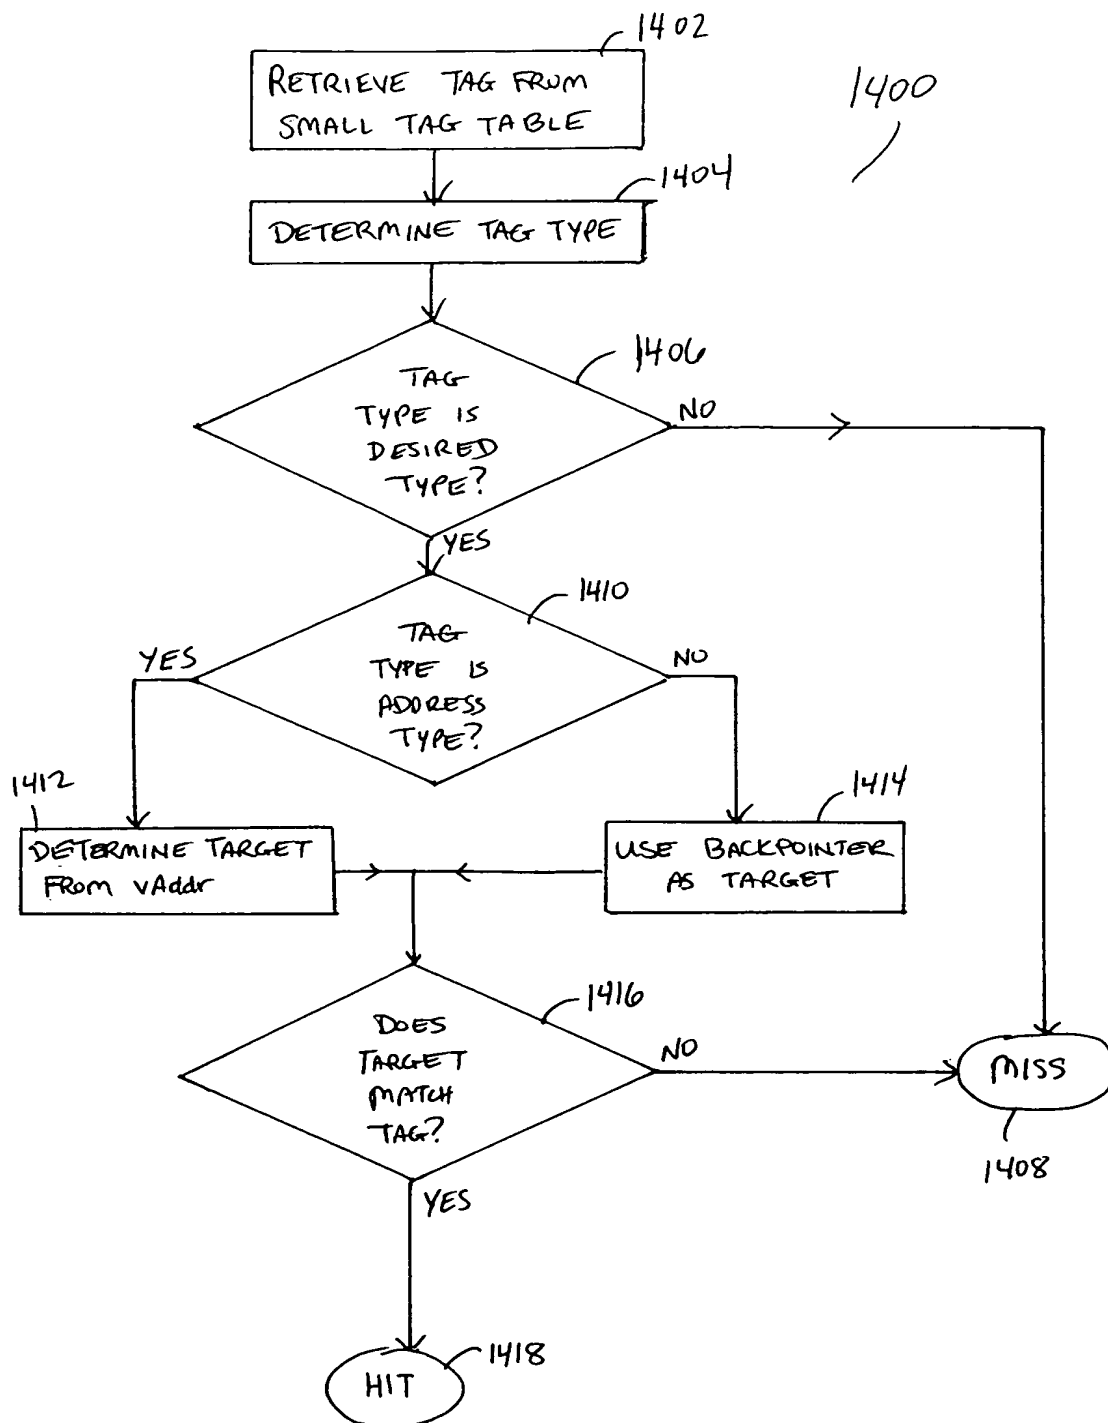 1402
RETRIEVE TAG FROM
SMALL TAG TABLE
1400
1404
DETERMINE TAG TYPE
1406
TAG
TYPE IS
DESIRED
TYPE?
NO
YES
1410
TAG
TYPE IS
ADDRESS
TYPE?
YES
NO
1412
DETERMINE TARGET
FROM vAddr
1414
USE BACKPOINTER
AS TARGET
1416
DOES
TARGET
MATCH
TAG?
NO
MISS
1408
YES
HIT
1418